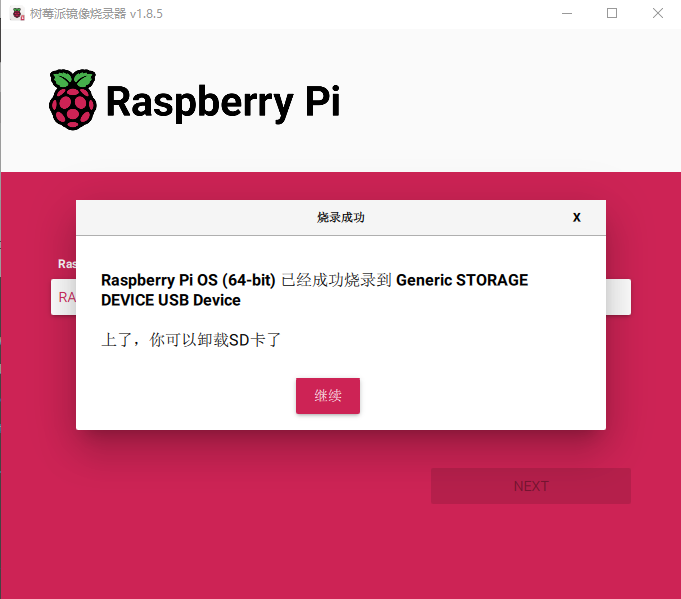 树莓派镜像烧录器 v1.8.5
Raspberry Pi
烧录成功 X
Ras
RA
Raspberry Pi OS (64-bit) 已经成功烧录到 Generic STORAGE
DEVICE USB Device
上了，你可以卸载SD卡了
继续
NEXT